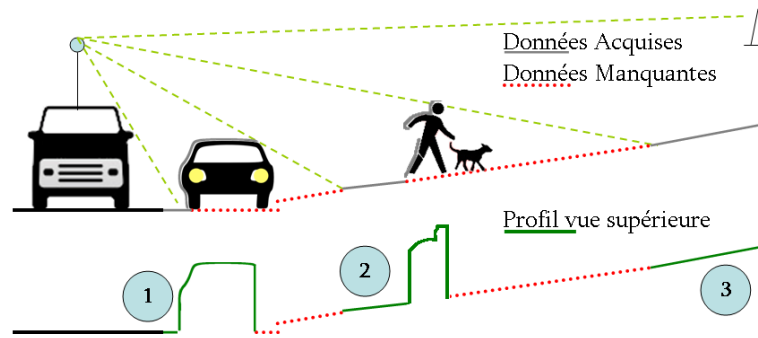 Données Acquises
Données Manquantes
Profil vue supérieure
1
2
3